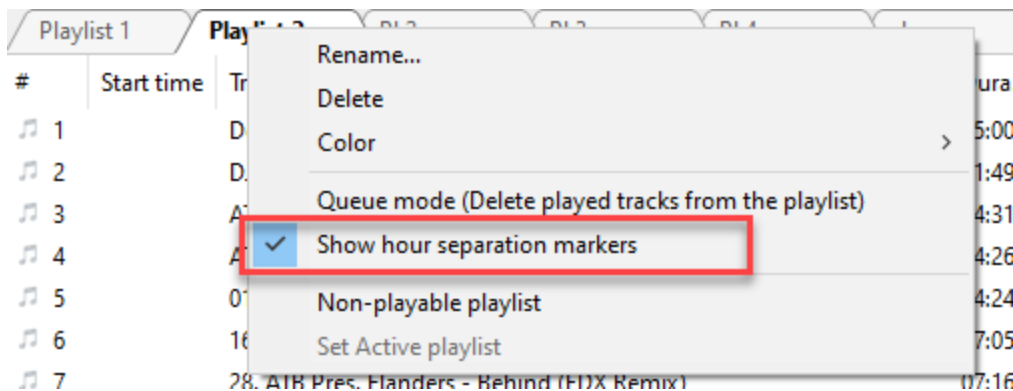 Playlist 1
# Start time
1
2
3
4
5
6
7 28. ATB Pres. Flanders - Behind (EDX Remix) 07:16
Rename...
Delete
Color
Queue mode (Delete played tracks from the playlist)
Show hour separation markers
Non-playable playlist
Set Active playlist